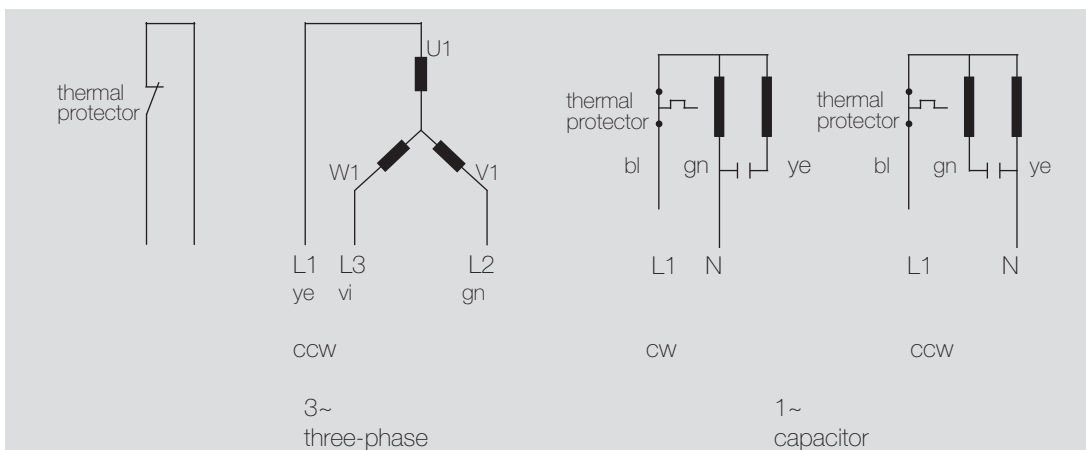 thermal
protector
U1
W1
V1
L1 L3 L2
ye vi gn
ccw
3~
three-phase
thermal
protector
bl gn ye
L1 N
cw
thermal
protector
bl gn ye
L1 N
ccw
1~
capacitor